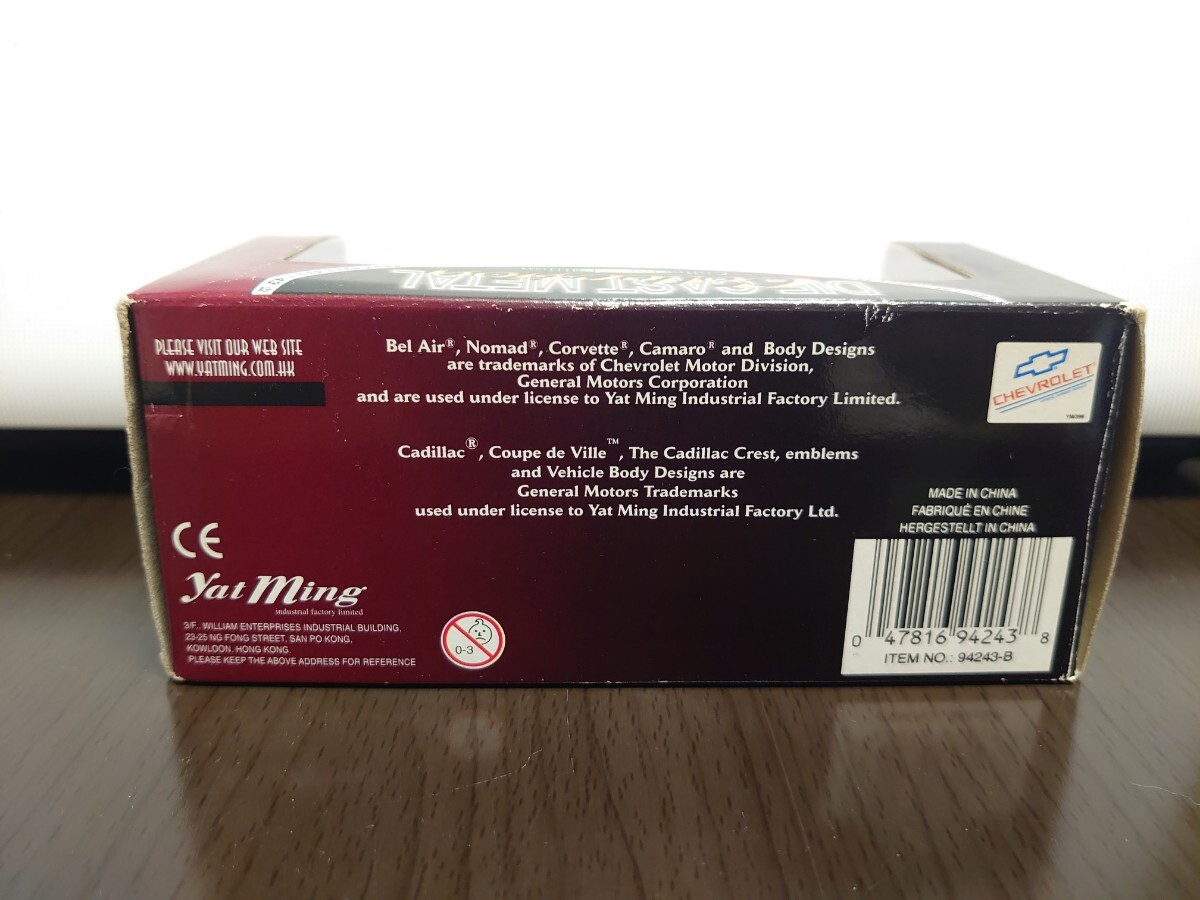 DIE CAST METAL
PLEASE VISIT OUR WEB SITE
WWW.YATMING.COM.HK
Bel Air®, Nomad®, Corvette®, Camaro® and Body Designs
are trademarks of Chevrolet Motor Division,
General Motors Corporation
and are used under license to Yat Ming Industrial Factory Limited.
CHEVROLET
Cadillac®, Coupe de Ville™, The Cadillac Crest, emblems
and Vehicle Body Designs are
General Motors Trademarks
used under license to Yat Ming Industrial Factory Ltd.
MADE IN CHINA
FABRIQUÉ EN CHINE
HERGESTELLT IN CHINA
CE
Yat Ming
industrial factory limited
3/F., WILLIAM ENTERPRISES INDUSTRIAL BUILDING,
23-25 NG FONG STREET, SAN PO KONG,
KOWLOON, HONG KONG.
PLEASE KEEP THE ABOVE ADDRESS FOR REFERENCE
0-3
0 47816 94243 8
ITEM NO.: 94243-B